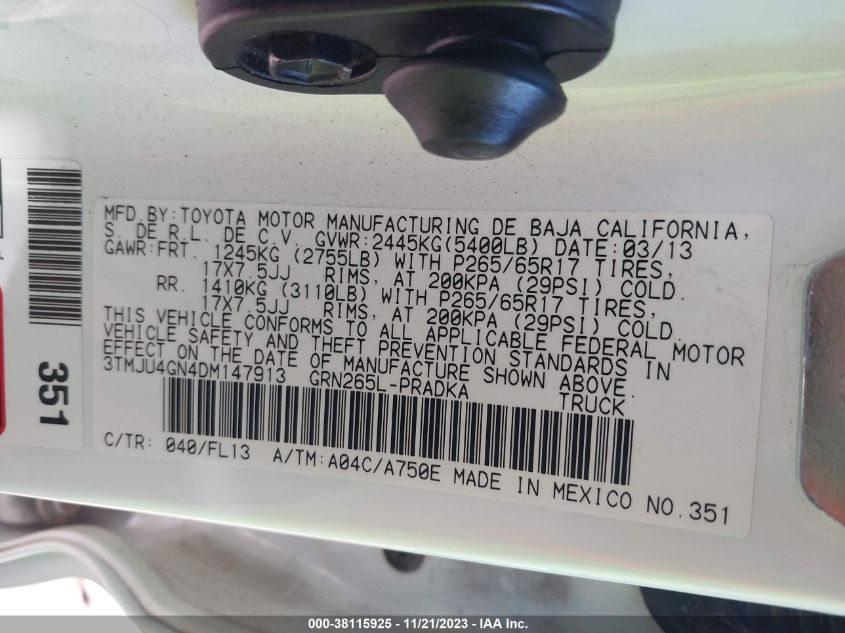 MFD.BY:TOYOTA MOTOR MANUFACTURING DE BAJA CALIFORNIA,
S. DE R.L. DE C.V. GVWR:2445KG(5400LB) DATE:03/13
GAWR:FRT. 1245KG (2755LB) WITH P265/65R17 TIRES,
17X7.5JJ RIMS, AT 200KPA (29PSI) COLD.
RR. 1410KG (3110LB) WITH P265/65R17 TIRES,
17X7.5JJ RIMS, AT 200KPA (29PSI) COLD.
THIS VEHICLE CONFORMS TO ALL APPLICABLE FEDERAL MOTOR
VEHICLE SAFETY AND THEFT PREVENTION STANDARDS IN
EFFECT ON THE DATE OF MANUFACTURE SHOWN ABOVE.
3TMJU4GN4DM147913 GRN265L-PRADKA TRUCK
C/TR: 040/FL13 A/TM:A04C/A750E MADE IN MEXICO NO.351
351
000-38115925 - 11/21/2023 - IAA Inc.